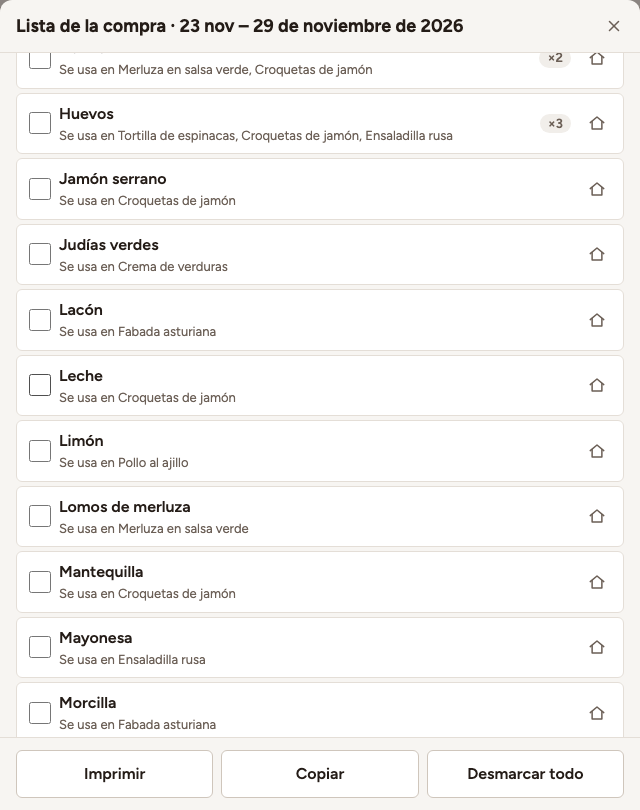 Lista de la compra · 23 nov – 29 de noviembre de 2026
×2
Se usa en Merluza en salsa verde, Croquetas de jamón
Huevos
×3
Se usa en Tortilla de espinacas, Croquetas de jamón, Ensaladilla rusa
Jamón serrano
Se usa en Croquetas de jamón
Judías verdes
Se usa en Crema de verduras
Lacón
Se usa en Fabada asturiana
Leche
Se usa en Croquetas de jamón
Limón
Se usa en Pollo al ajillo
Lomos de merluza
Se usa en Merluza en salsa verde
Mantequilla
Se usa en Croquetas de jamón
Mayonesa
Se usa en Ensaladilla rusa
Morcilla
Se usa en Fabada asturiana
Imprimir
Copiar
Desmarcar todo